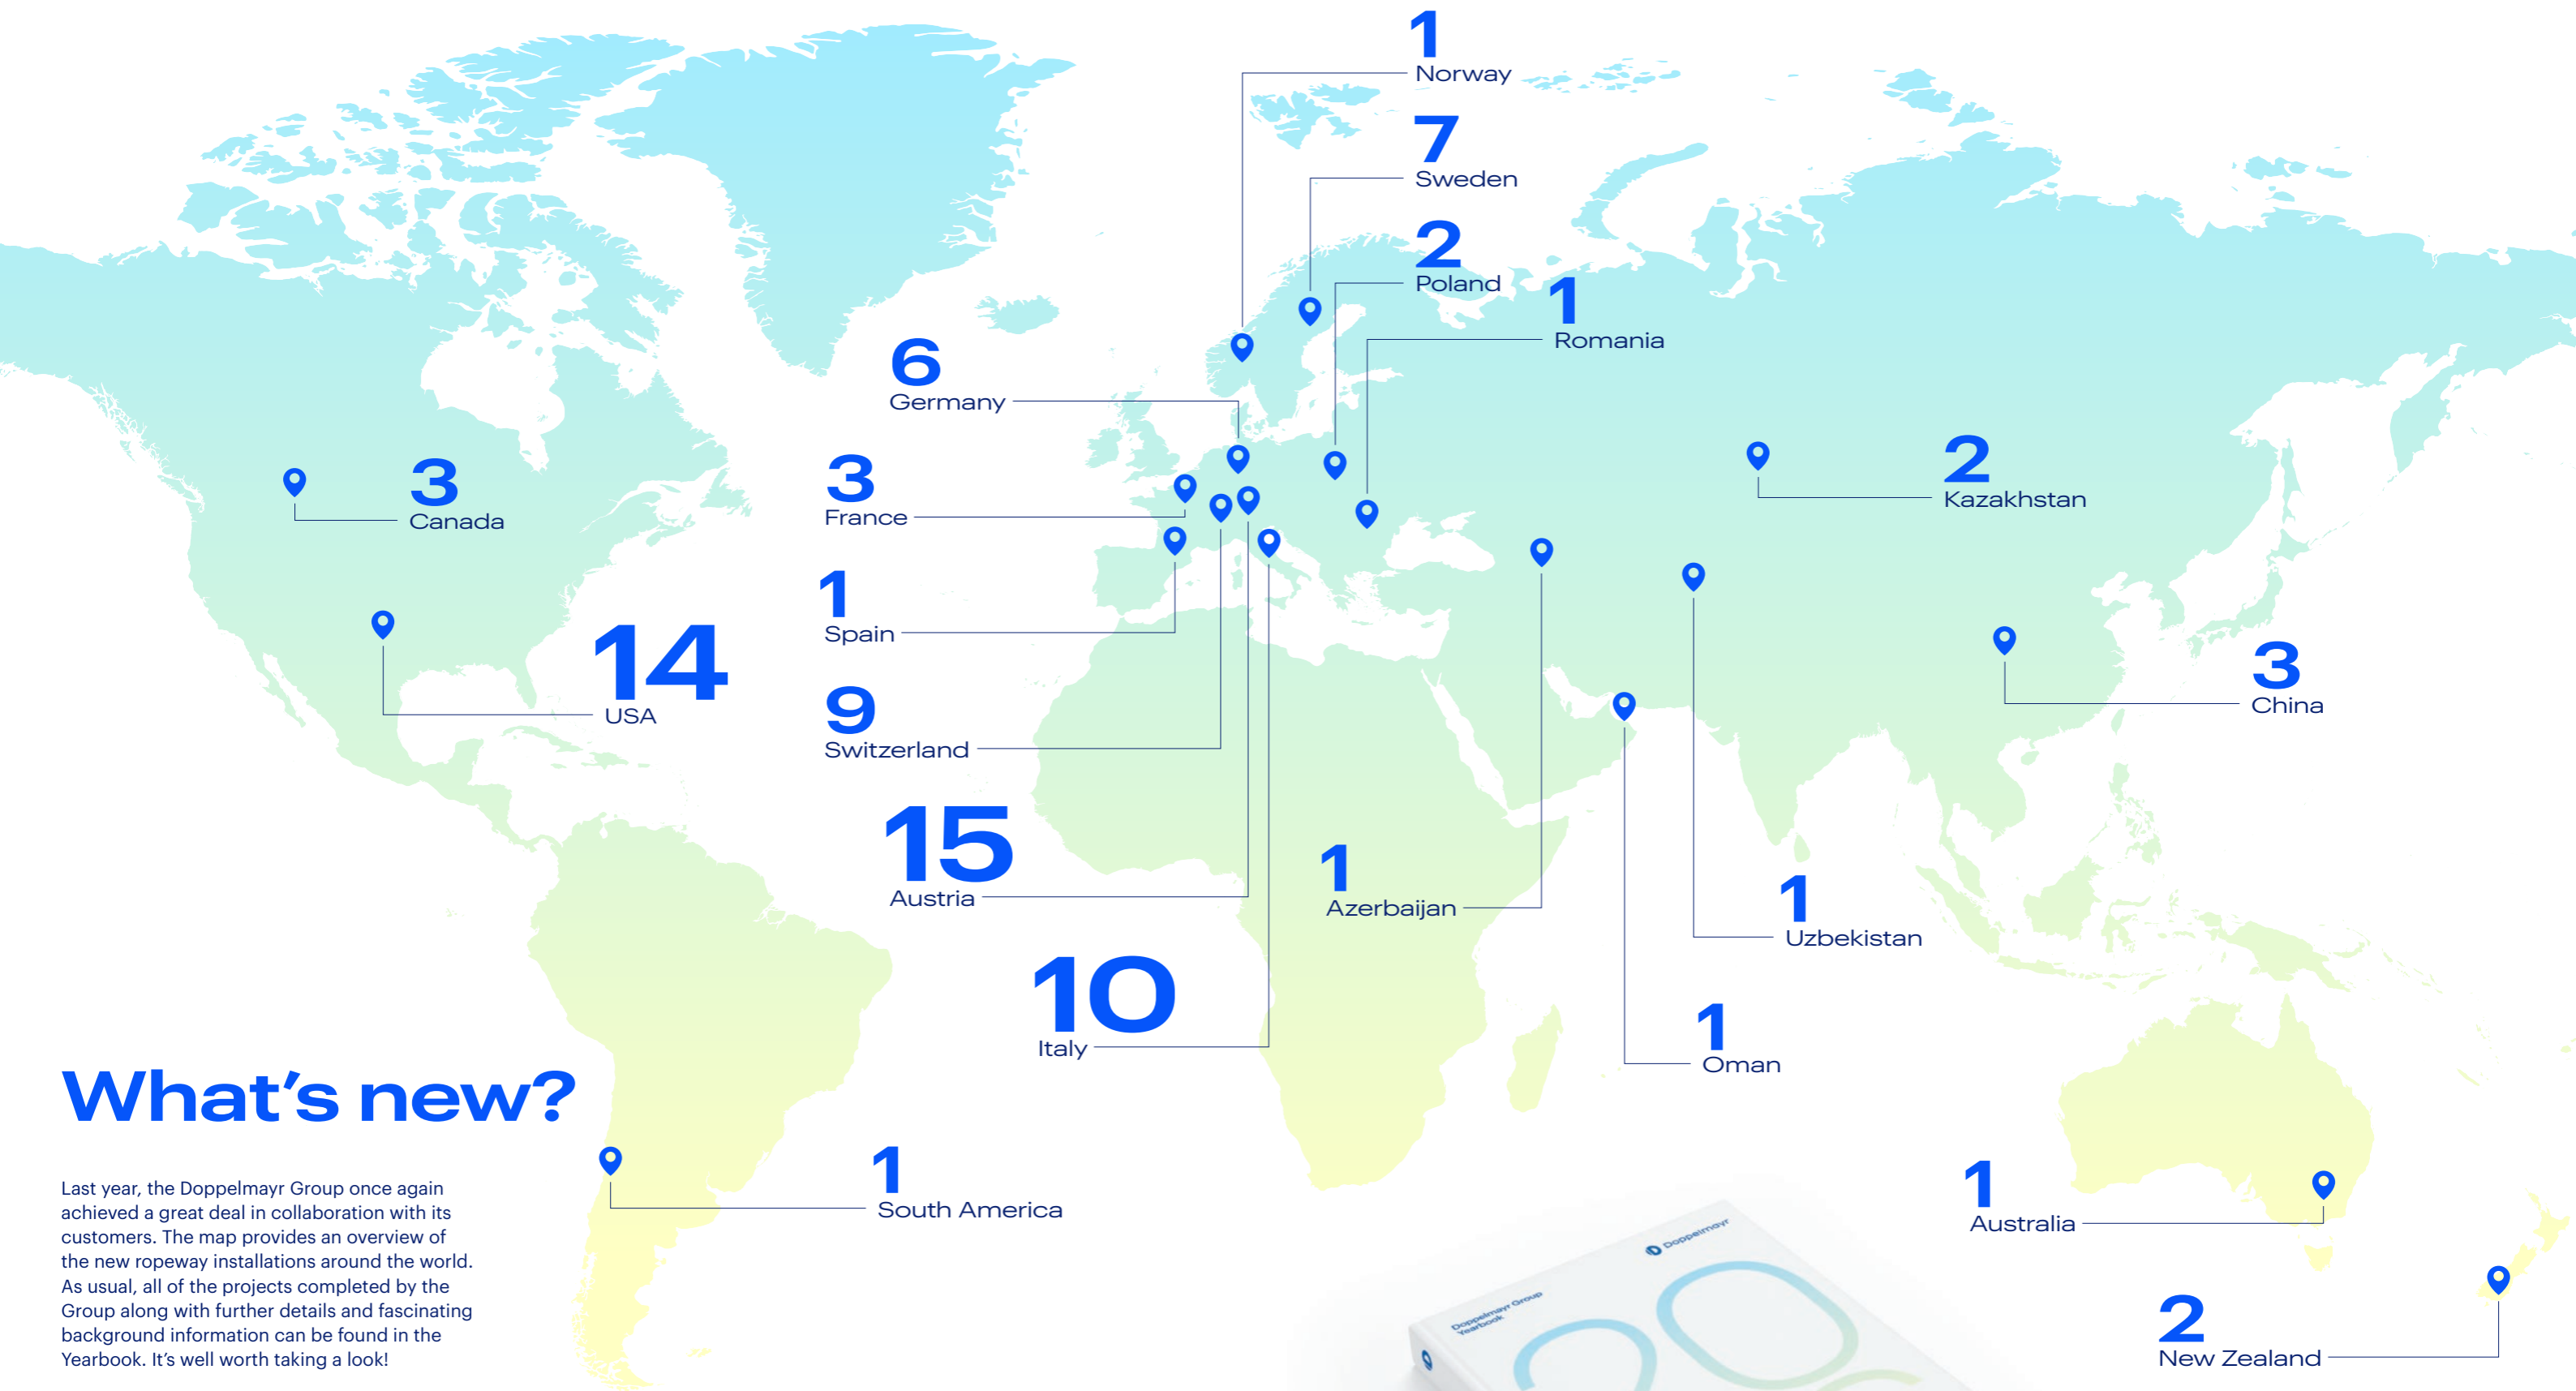 1
Norway
7
Sweden
2
Poland
1
Romania
6
Germany
3
France
1
Spain
9
Switzerland
15
Austria
10
Italy
3
Canada
14
USA
2
Kazakhstan
3
China
1
Azerbaijan
1
Uzbekistan
1
Oman
1
South America
1
Australia
2
New Zealand
What’s new?
Last year, the Doppelmayr Group once again
achieved a great deal in collaboration with its
customers. The map provides an overview of
the new ropeway installations around the world.
As usual, all of the projects completed by the
Group along with further details and fascinating
background information can be found in the
Yearbook. It’s well worth taking a look!
Doppelmayr
Doppelmayr Group
Yearbook